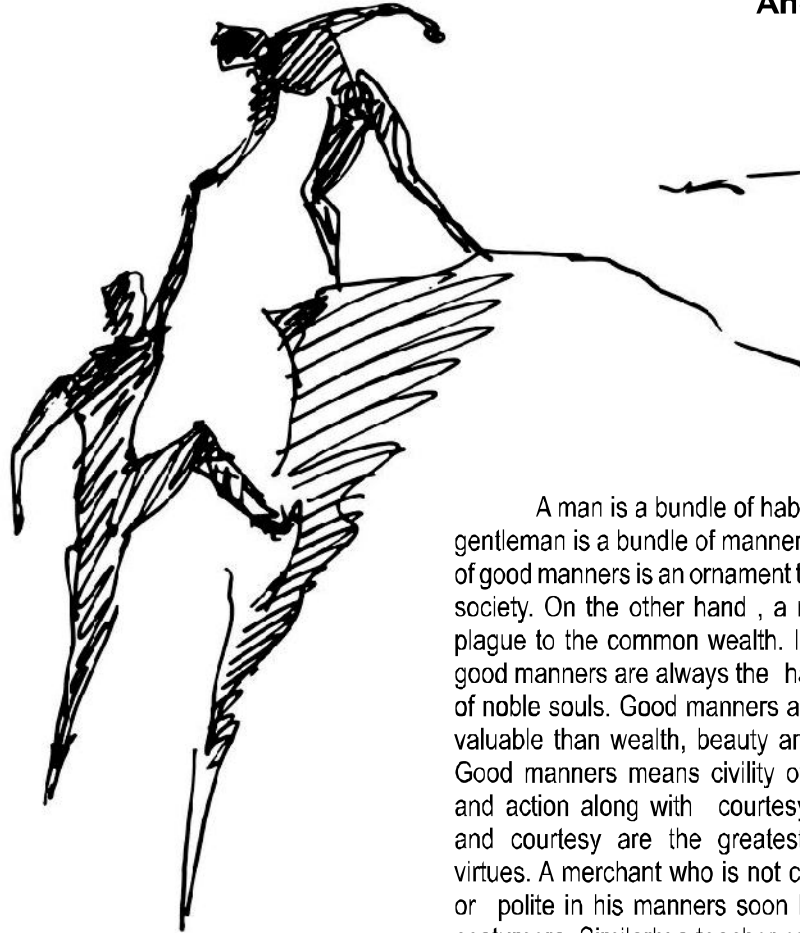 An
A man is a bundle of hab
gentleman is a bundle of manner
of good manners is an ornament t
society. On the other hand , a
plague to the common wealth. I
good manners are always the h
of noble souls. Good manners a
valuable than wealth, beauty an
Good manners means civility o
and action along with courtesy
and courtesy are the greatest
virtues. A merchant who is not c
or polite in his manners soon